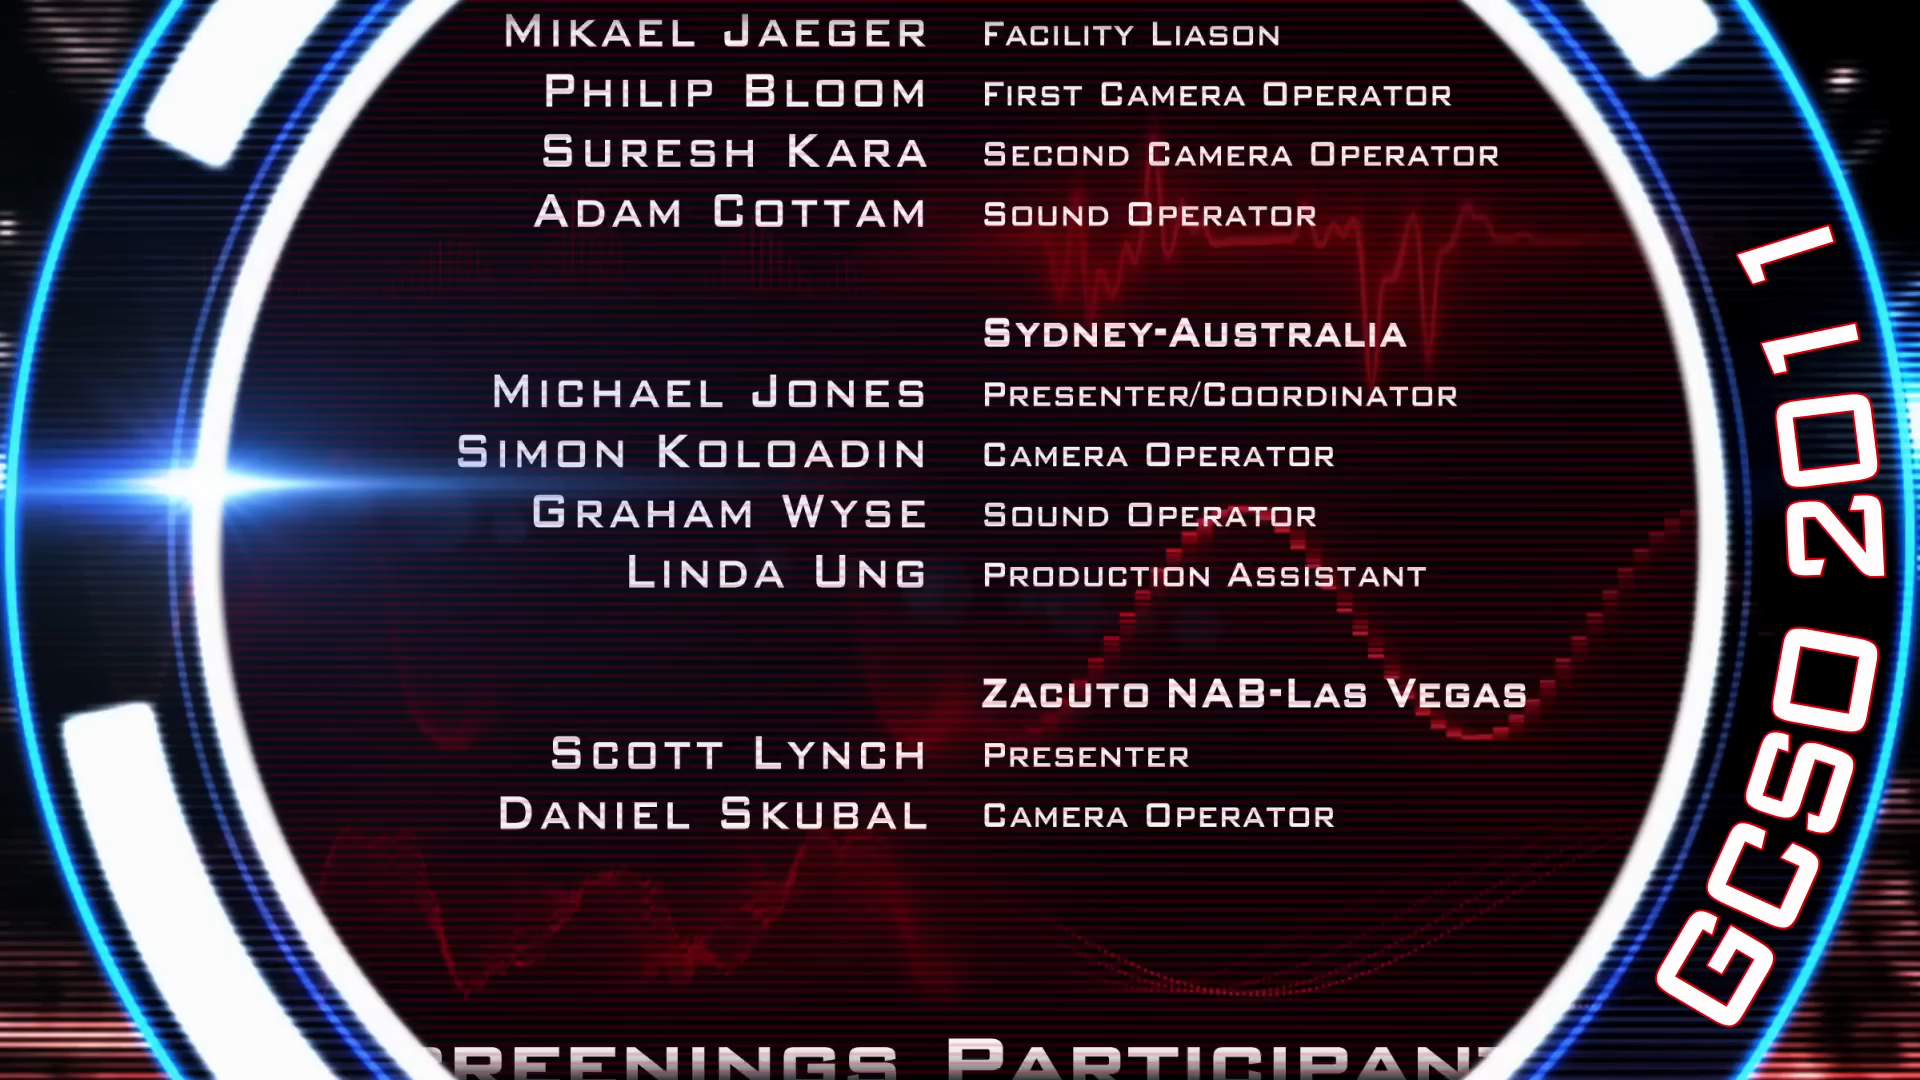 Mikael Jaeger Facility Liason
Philip Bloom First Camera Operator
Suresh Kara Second Camera Operator
Adam Cottam Sound Operator
Sydney-Australia
Michael Jones Presenter/Coordinator
Simon Koloadin Camera Operator
Graham Wyse Sound Operator
Linda Ung Production Assistant
Zacuto NAB-Las Vegas
Scott Lynch Presenter
Daniel Skubal Camera Operator
GCSO 2011